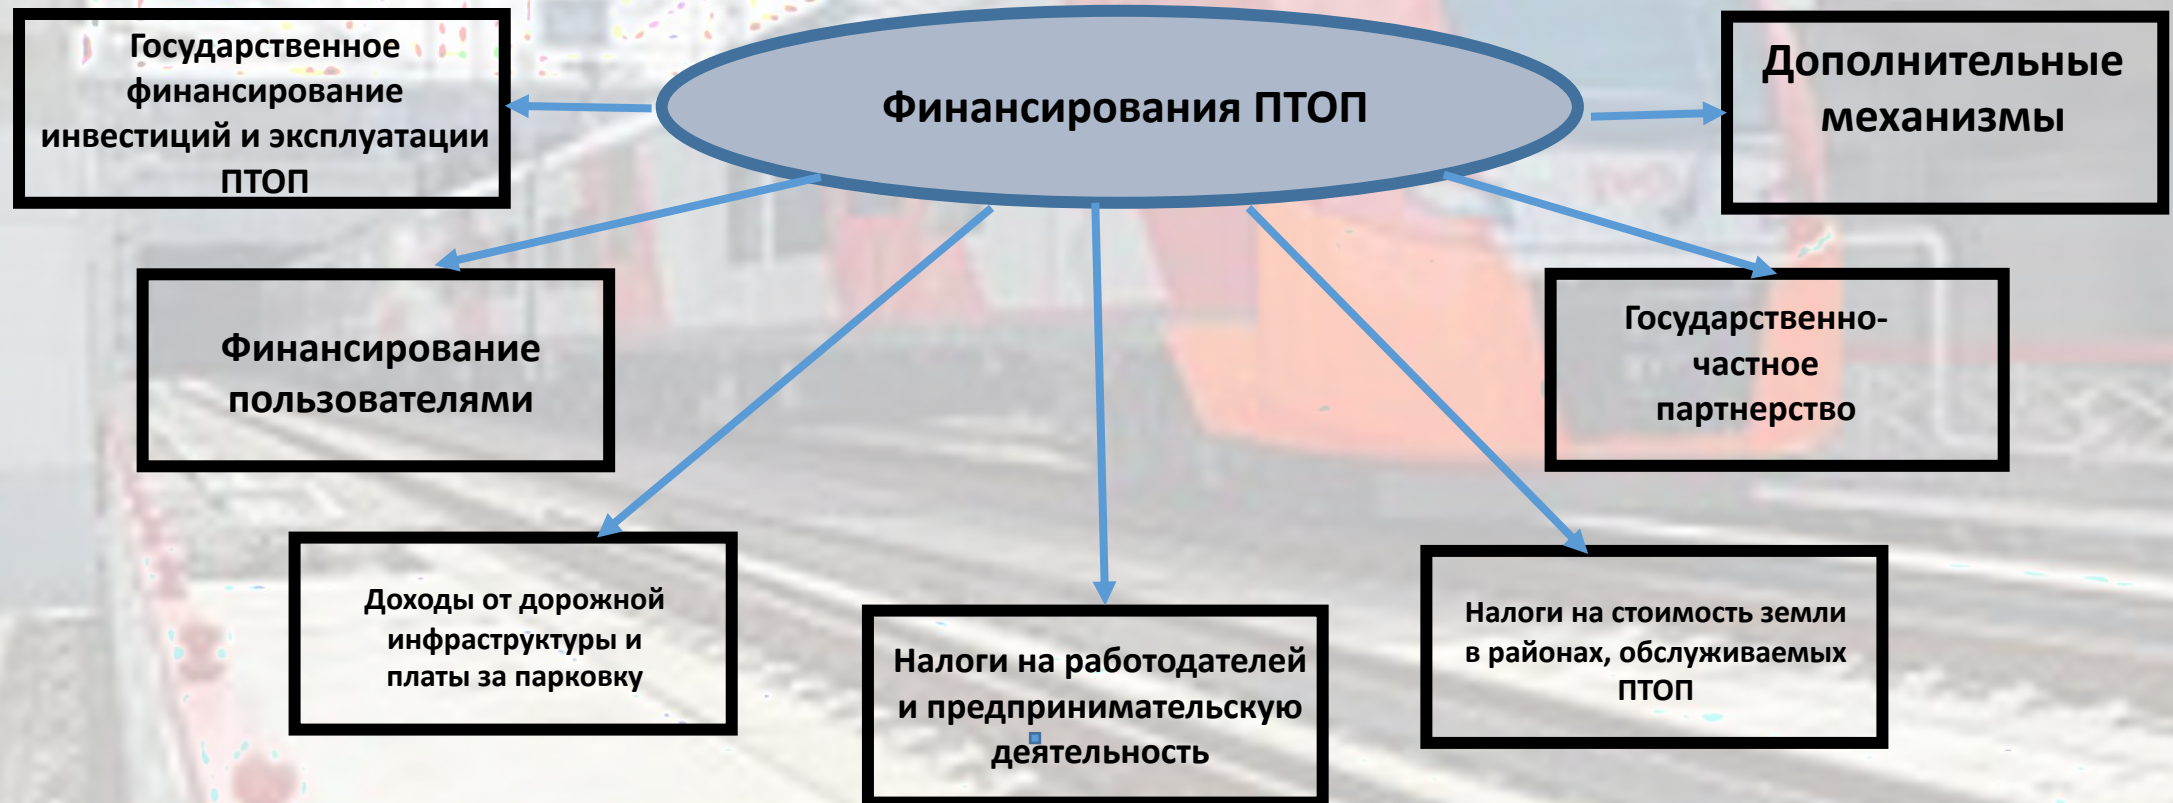 Государственное
финансирование
инвестиций и эксплуатации
ПТОП
Финансирования ПТОП
Дополнительные
механизмы
Финансирование
пользователями
Государственно-
частное
партнерство
Доходы от дорожной
инфраструктуры и
платы за парковку
Налоги на работодателей
и предпринимательскую
деятельность
Налоги на стоимость земли
в районах, обслуживаемых
ПТОП